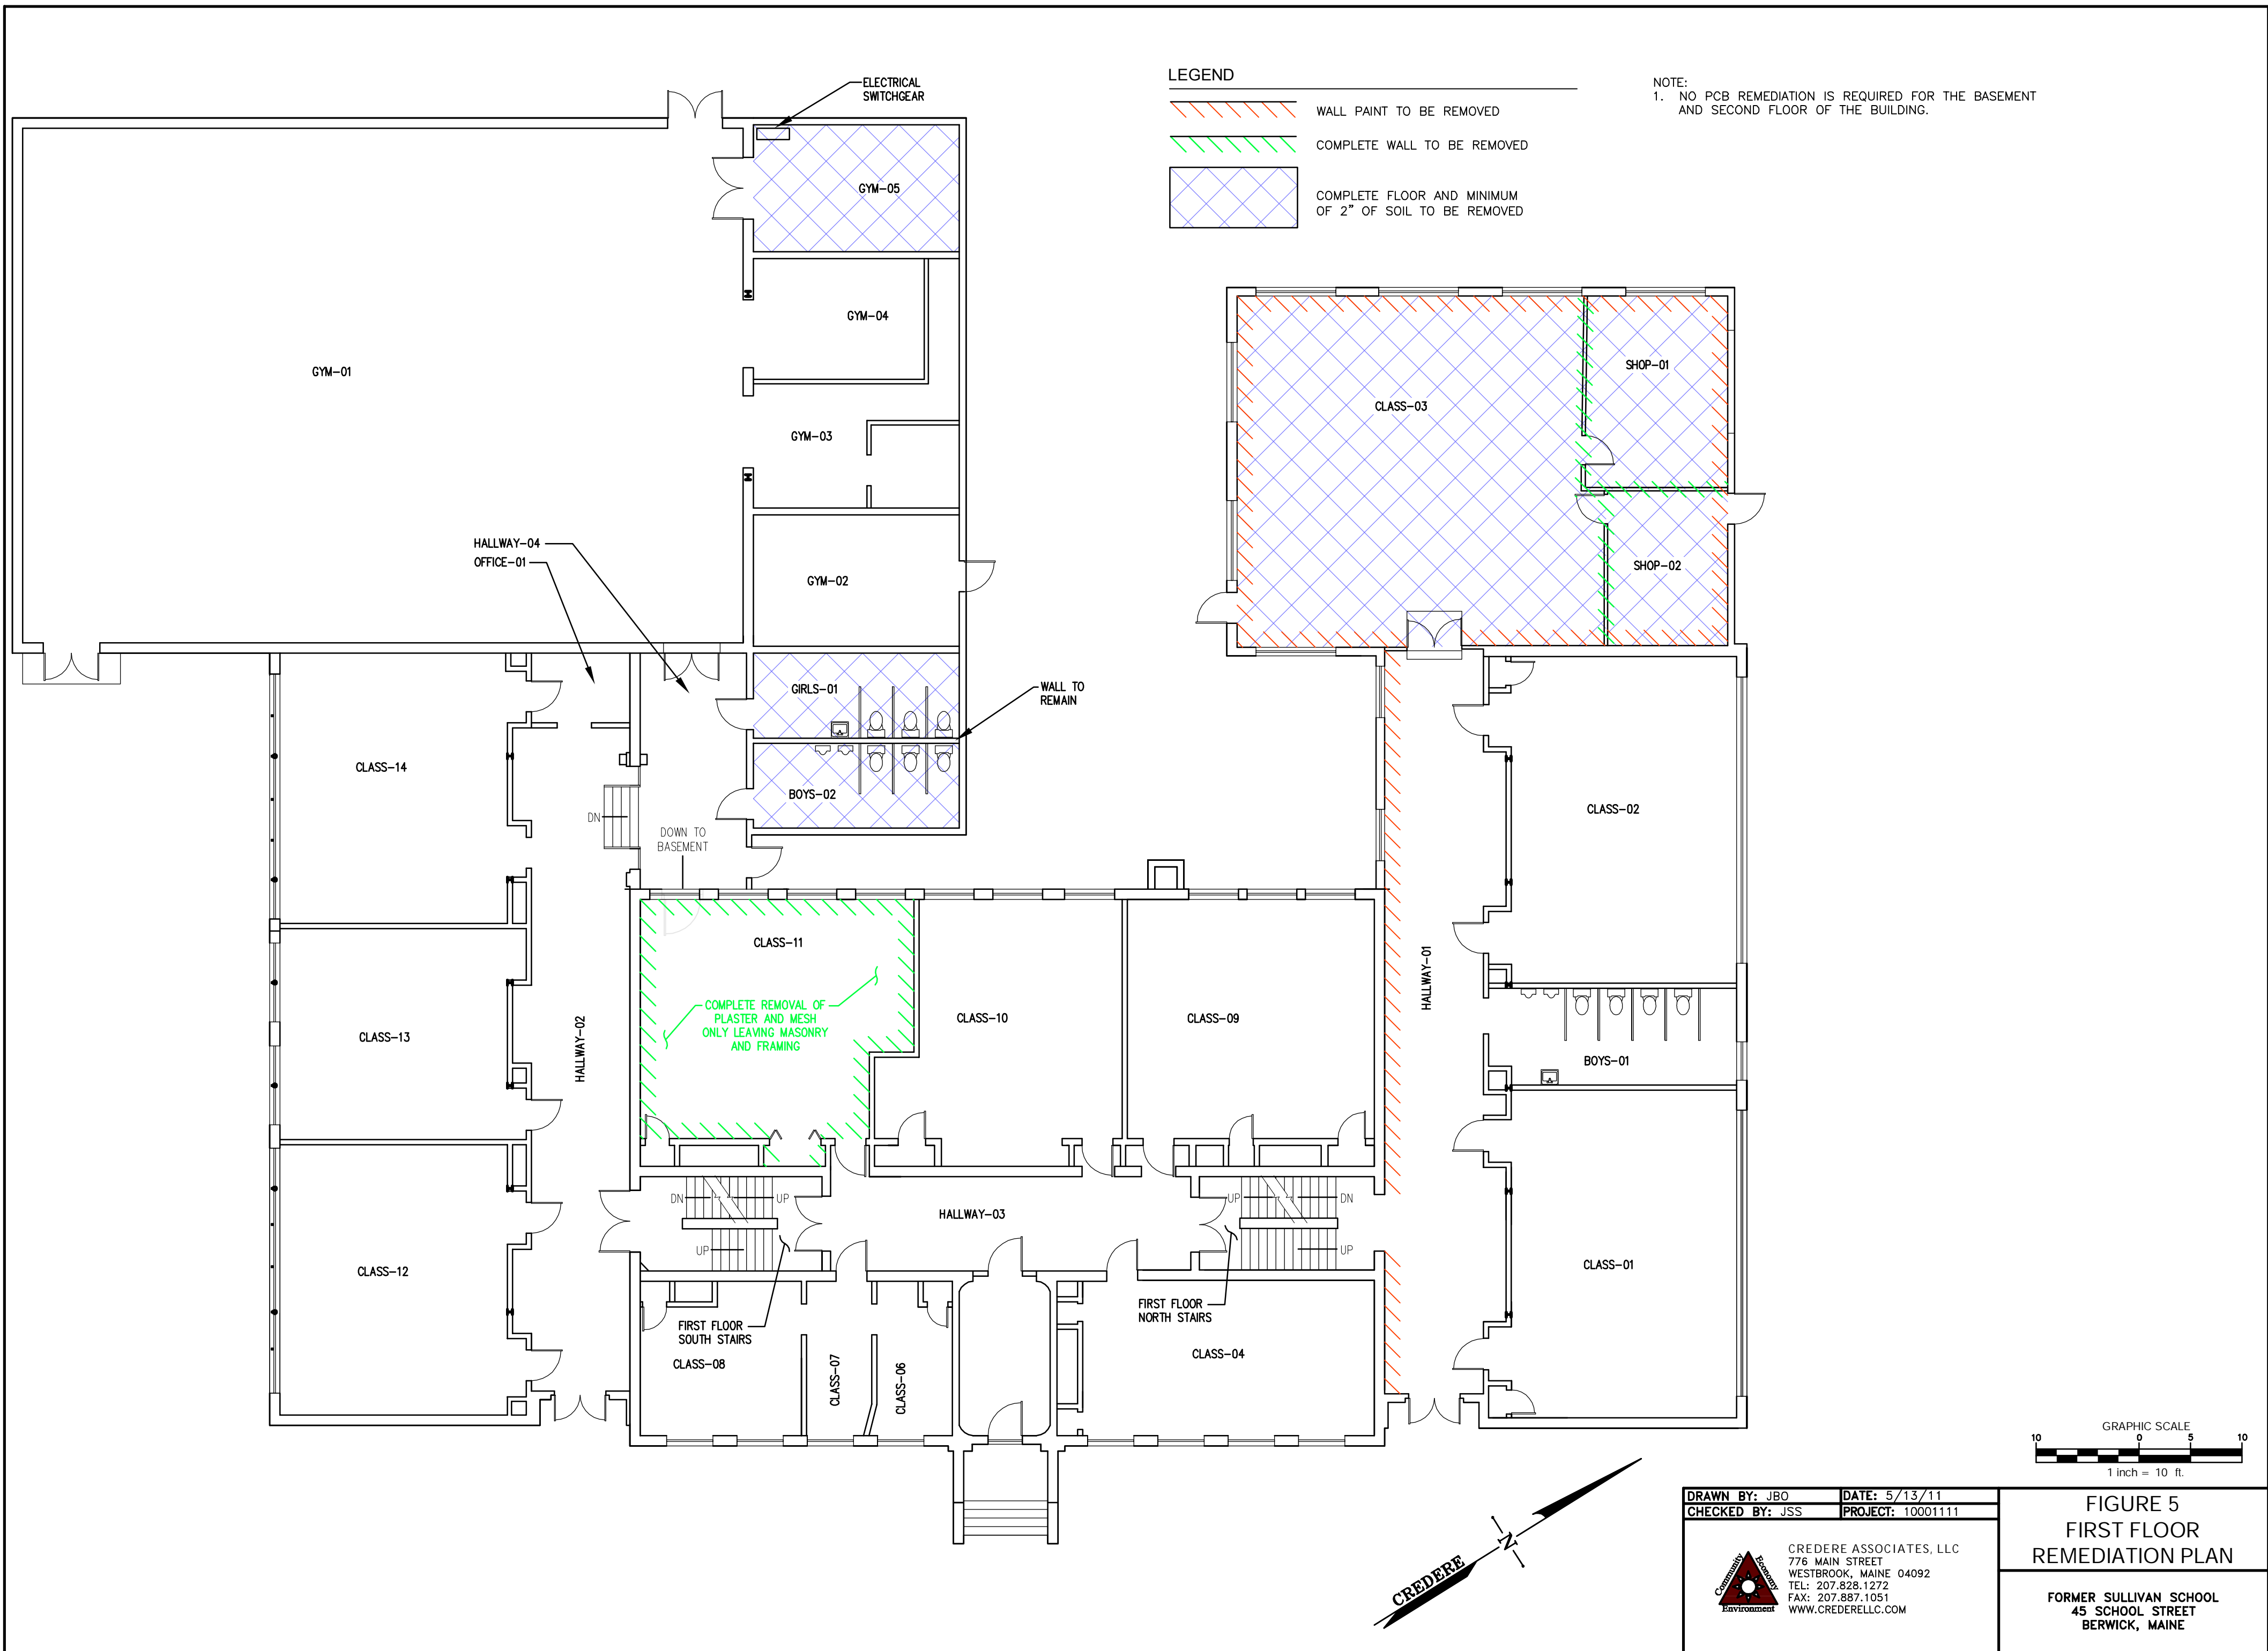 ELECTRICAL
SWITCHGEAR
LEGEND
WALL PAINT TO BE REMOVED
COMPLETE WALL TO BE REMOVED
COMPLETE FLOOR AND MINIMUM
OF 2" OF SOIL TO BE REMOVED
NOTE:
1. NO PCB REMEDIATION IS REQUIRED FOR THE BASEMENT
AND SECOND FLOOR OF THE BUILDING.
GYM-05
GYM-04
GYM-01
GYM-03
SHOP-01
CLASS-03
HALLWAY-04
OFFICE-01
GYM-02
SHOP-02
GIRLS-01
WALL TO
REMAIN
CLASS-14
BOYS-02
DN
DOWN TO
BASEMENT
CLASS-02
CLASS-11
COMPLETE REMOVAL OF
PLASTER AND MESH
ONLY LEAVING MASONRY
AND FRAMING
CLASS-10
CLASS-09
HALLWAY-01
CLASS-13
HALLWAY-02
BOYS-01
DN
UP
UP
HALLWAY-03
UP
DN
UP
CLASS-12
CLASS-01
FIRST FLOOR
SOUTH STAIRS
FIRST FLOOR
NORTH STAIRS
CLASS-08
CLASS-07
CLASS-06
CLASS-04
GRAPHIC SCALE
10 0 5 10
1 inch = 10 ft.
CREDERE
N
DRAWN BY: JBO
DATE: 5/13/11
CHECKED BY: JSS
PROJECT: 10001111
Community
Economy
Environment
CREDERE ASSOCIATES, LLC
776 MAIN STREET
WESTBROOK, MAINE 04092
TEL: 207.828.1272
FAX: 207.887.1051
WWW.CREDERELLC.COM
FIGURE 5
FIRST FLOOR
REMEDIATION PLAN
FORMER SULLIVAN SCHOOL
45 SCHOOL STREET
BERWICK, MAINE